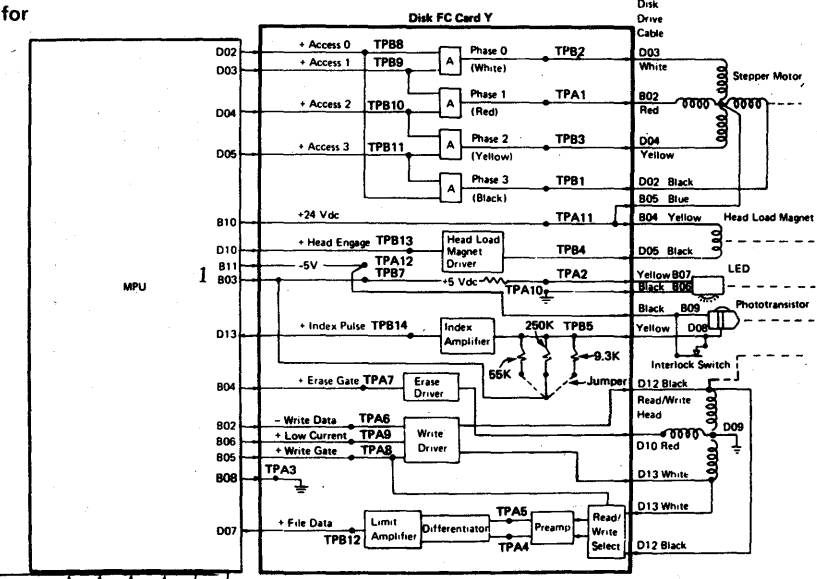 for
Disk FC Card Y
Disk
Drive
Cable
MPU
1
D02
+ Access 0
TPB8
A
Phase 0
(White)
TPB2
D03
White
D03
+ Access 1
TPB9
Stepper Motor
A
Phase 1
(Red)
TPA1
B02
Red
D04
+ Access 2
TPB10
A
Phase 2
(Yellow)
TPB3
D04
Yellow
D05
+ Access 3
TPB11
A
Phase 3
(Black)
TPB1
D02 Black
B05 Blue
B10
+24 Vdc
TPA11
B04 Yellow
Head Load Magnet
D10
+ Head Engage
TPB13
Head Load
Magnet
Driver
TPB4
D05 Black
B11
-5V
TPA12
B03
TPB7
+5 Vdc
TPA2
Yellow B07
LED
TPA10
Black B06
Black B09
Phototransistor
D13
+ Index Pulse
TPB14
Index
Amplifier
250K
TPB5
Yellow D08
55K
9.3K
Interlock Switch
Jumper
B04
+ Erase Gate
TPA7
Erase
Driver
D12 Black
Read/Write
Head
B02
- Write Data
TPA6
B06
+ Low Current
TPA9
Write
Driver
D09
B05
+ Write Gate
TPA8
D10 Red
B08
TPA3
D13 White
D13 White
D07
+ File Data
TPB12
Limit
Amplifier
Differentiator
TPA5
TPA4
Preamp
Read/
Write
Select
D12 Black